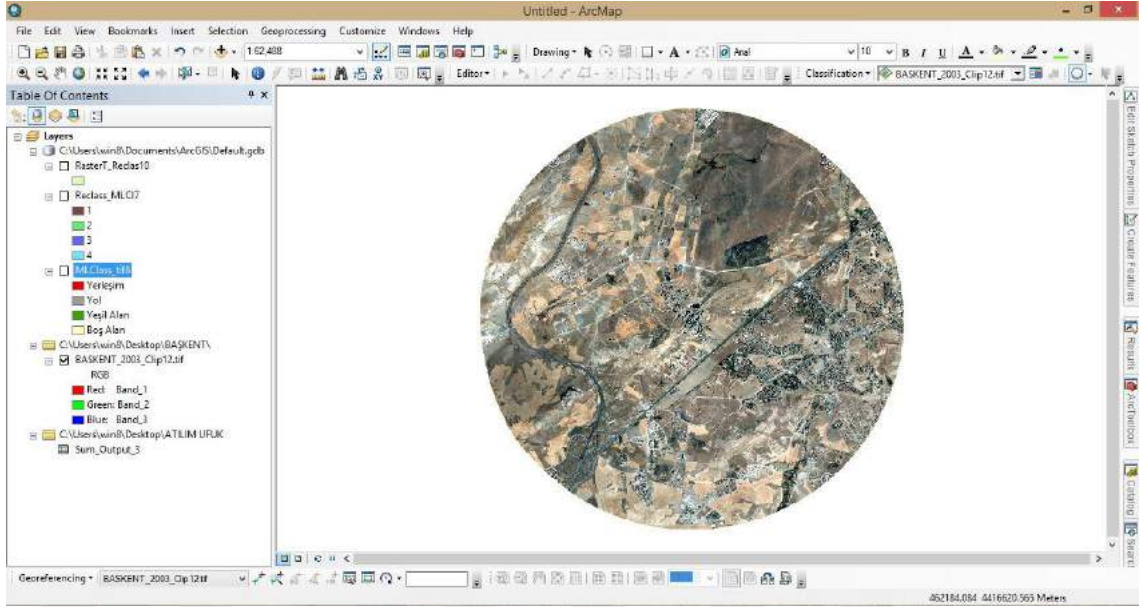 Untitled - ArcMap
File Edit View Bookmarks Insert Selection Geoprocessing Customize Windows Help
1:62,488 Drawing A Arial 10 B I U A
Editor Classification BASKENT_2003_Clip12.tif
Table Of Contents
Layers
C:\Users\win8\Documents\ArcGIS\Default.gdb
RasterT_Reclas10
Reclass_MLCl7
1
2
3
4
Yerleşim
Yol
Yeşil Alan
Boş Alan
C:\Users\win8\Desktop\BAŞKENT\
BASKENT_2003_Clip12.tif
RGB
Red: Band_1
Green: Band_2
Blue: Band_3
C:\Users\win8\Desktop\ATILIM UFUK
Sum_Output_3
Edit Sketch Properties
Create Features
Results
ArcToolbox
Catalog
Search
Georeferencing BASKENT_2003_Clip12.tif
462184,084 4416620,565 Meters